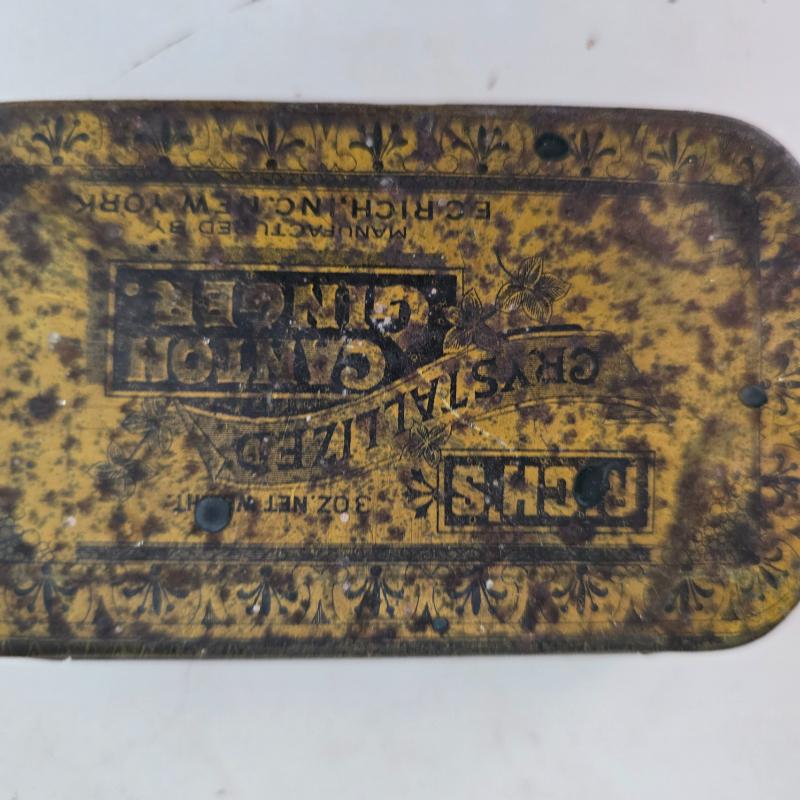 RICH'S
3 OZ. NET WEIGHT.
CRYSTALLIZED
CANTON
GINGER.
MANUFACTURED BY
E.C. RICH, INC. NEW YORK